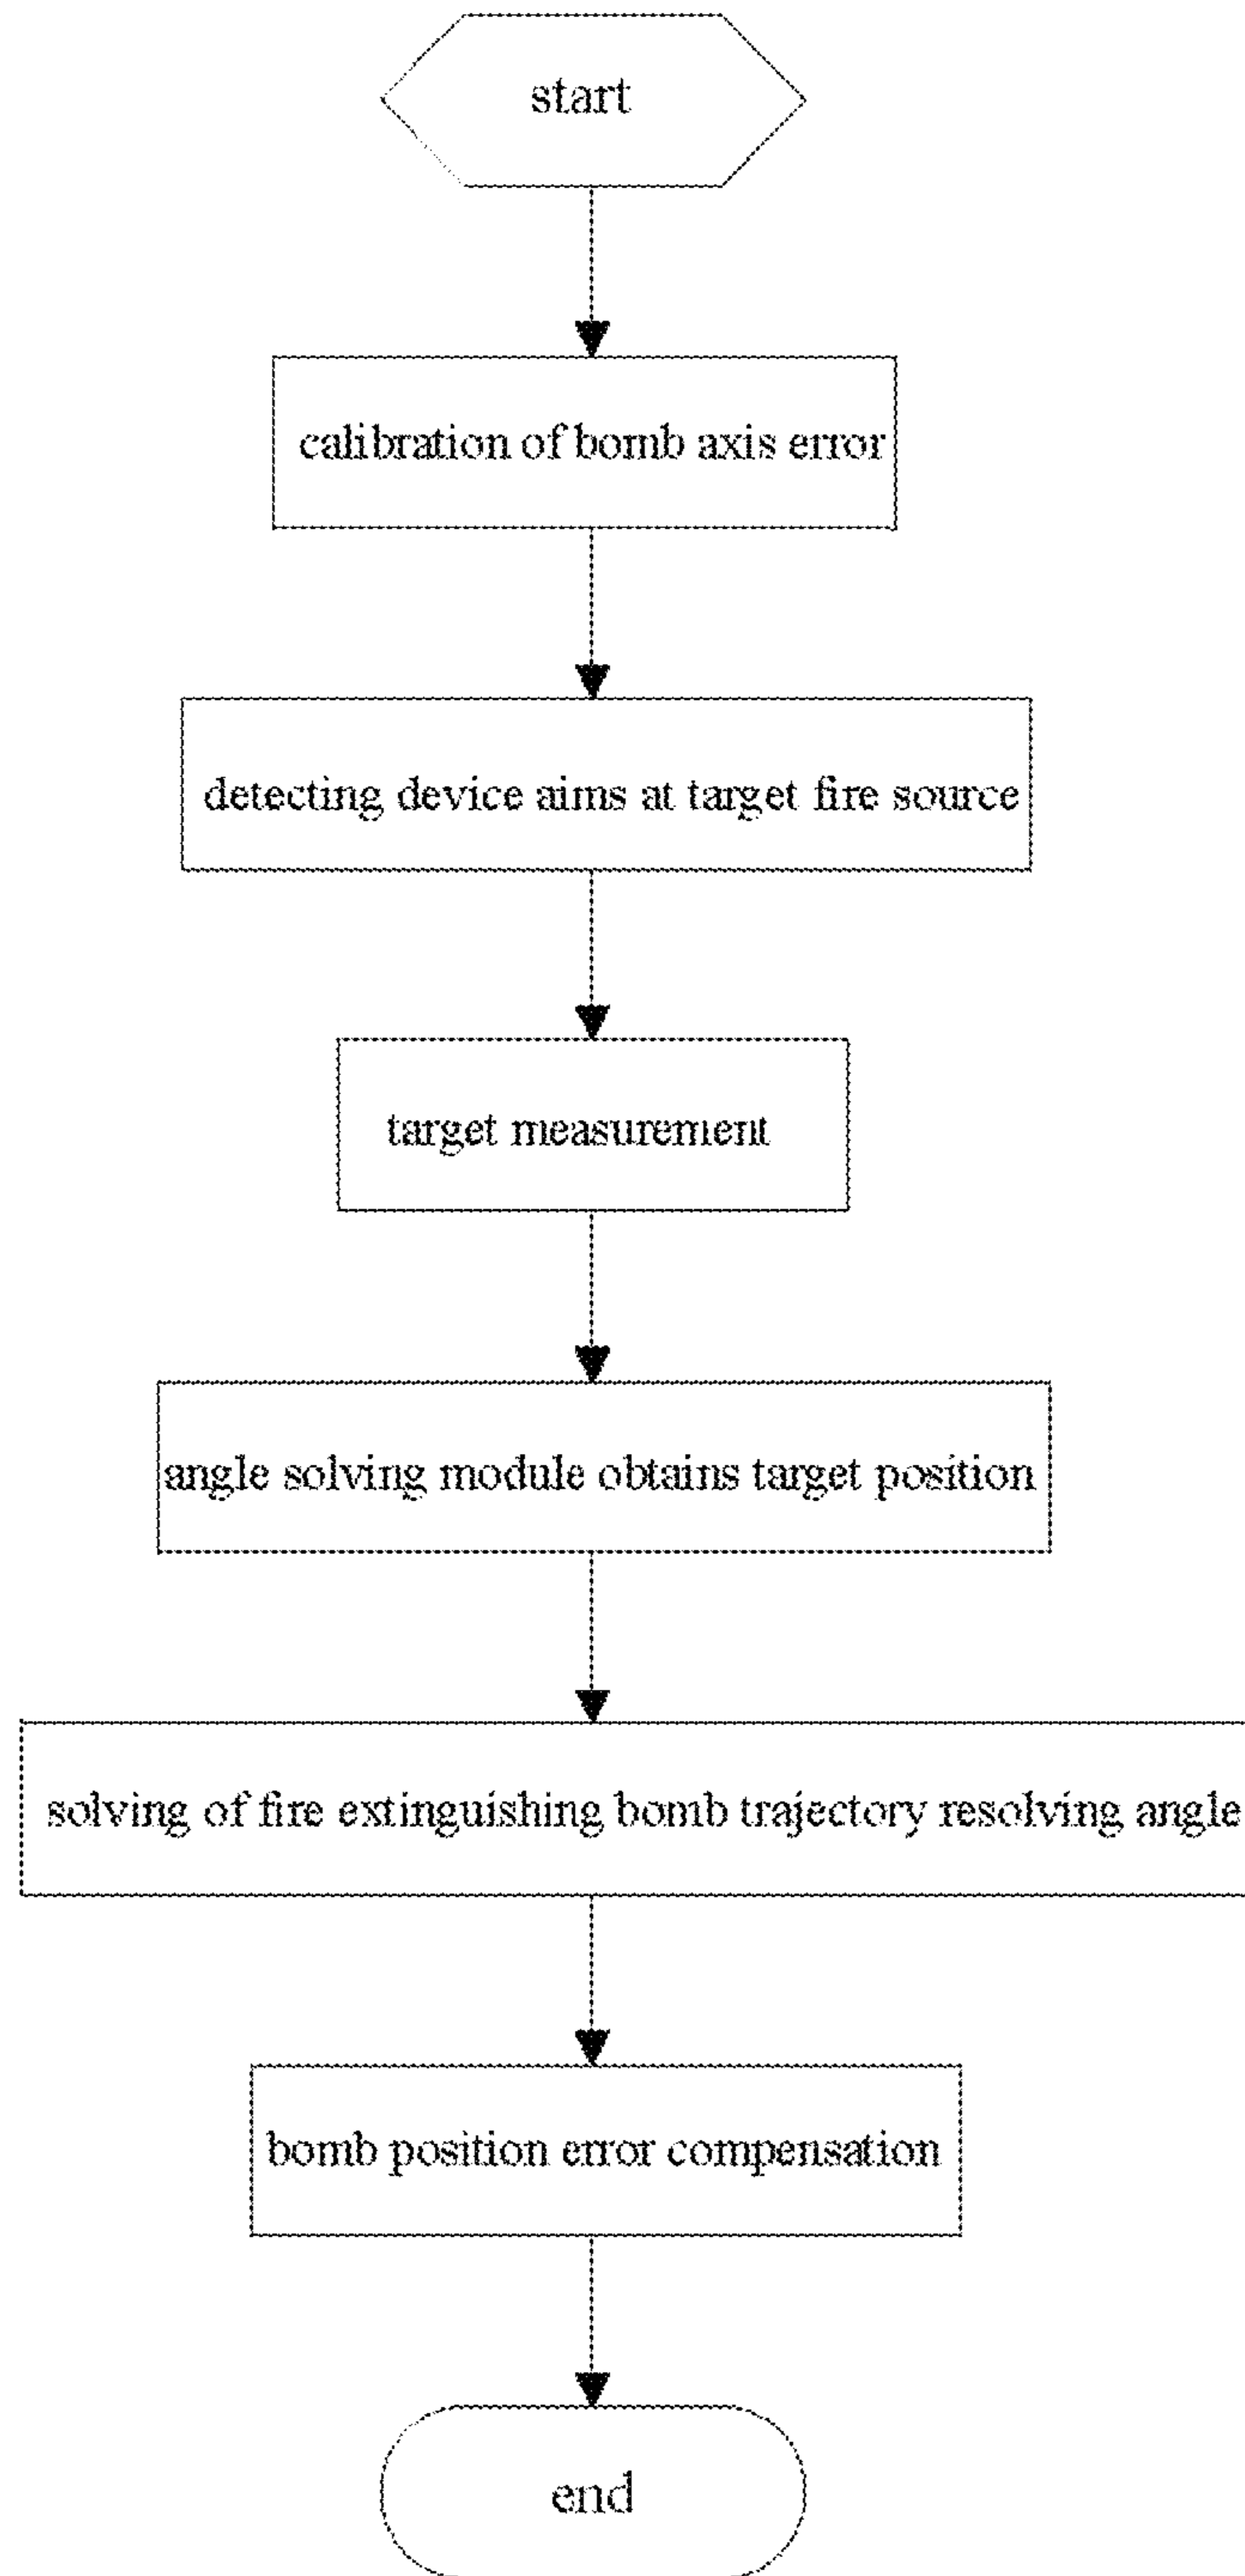 start
calibration of bomb axis error
detecting device aims at target fire source
target measurement
angle solving module obtains target position
solving of fire extinguishing bomb trajectory resolving angle
bomb position error compensation
end